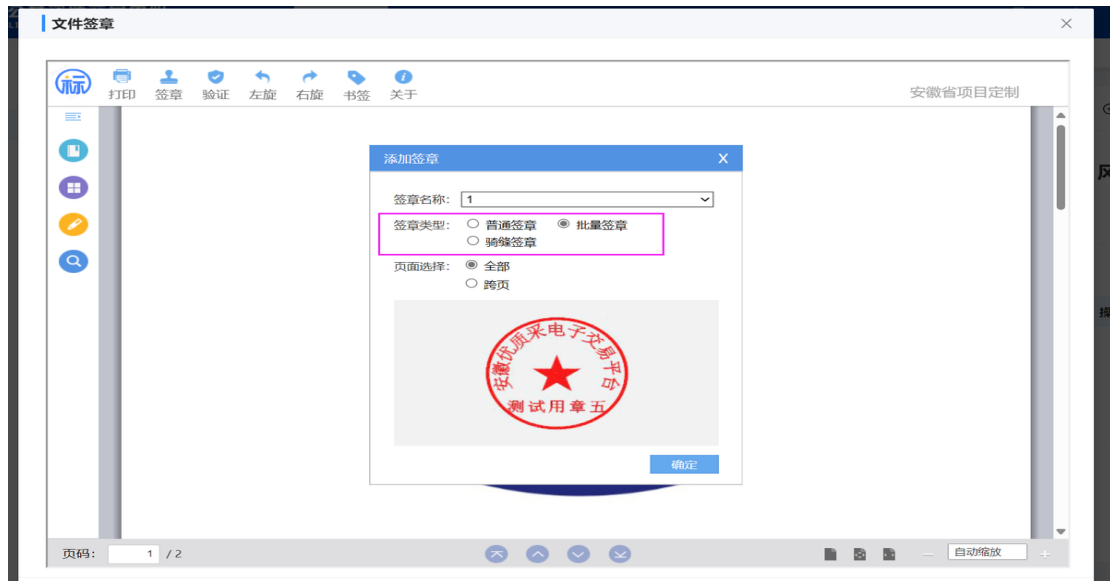 文件签章
标
打印 签章 验证 左旋 右旋 书签 关于
安徽省项目定制
添加签章 X
签章名称: 1
签章类型: 普通签章 批量签章
骑缝签章
页面选择: 全部
跨页
安徽优质采电子交易平台
测试用章五
确定
页码: 1 / 2
自动缩放